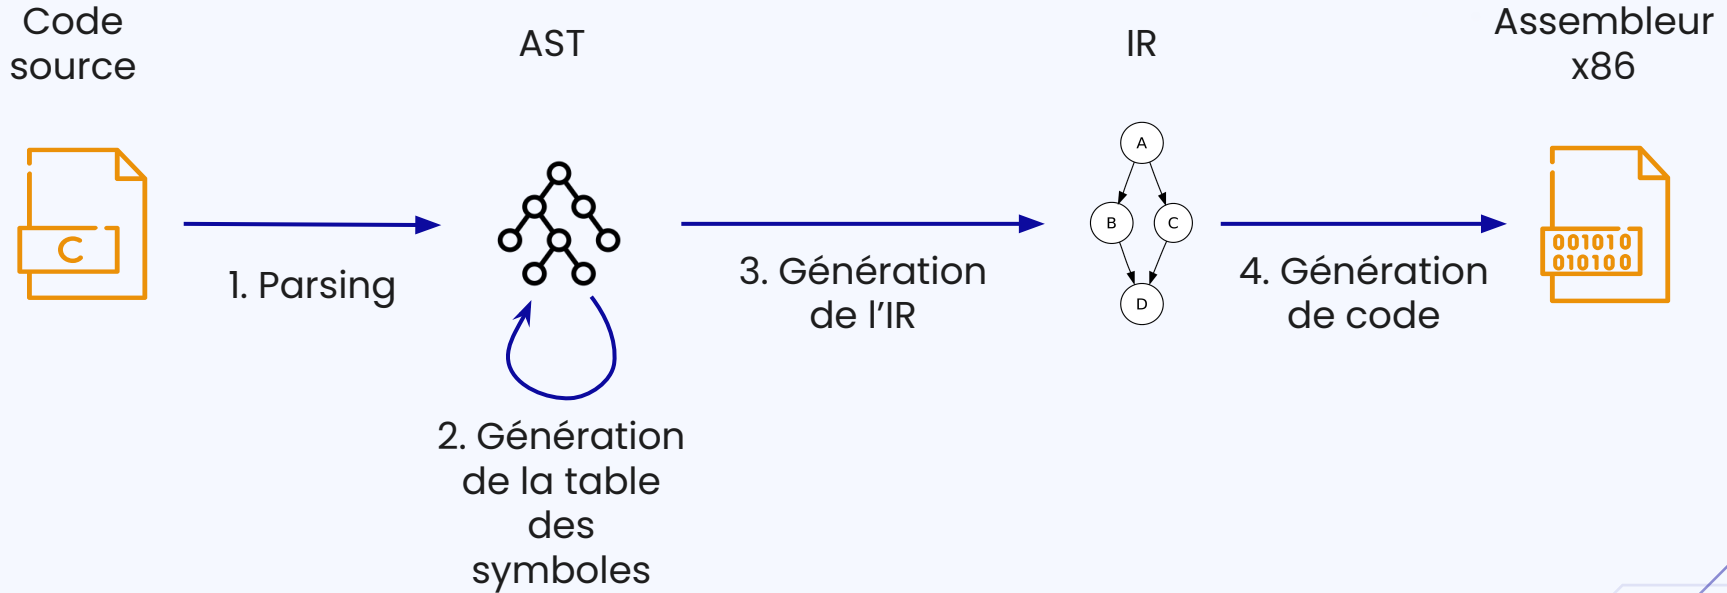 Code
source
AST
IR
Assembleur
x86
C
A
B
C
D
001010
010100
1. Parsing
2. Génération
de la table
des
symboles
3. Génération
de l'IR
4. Génération
de code